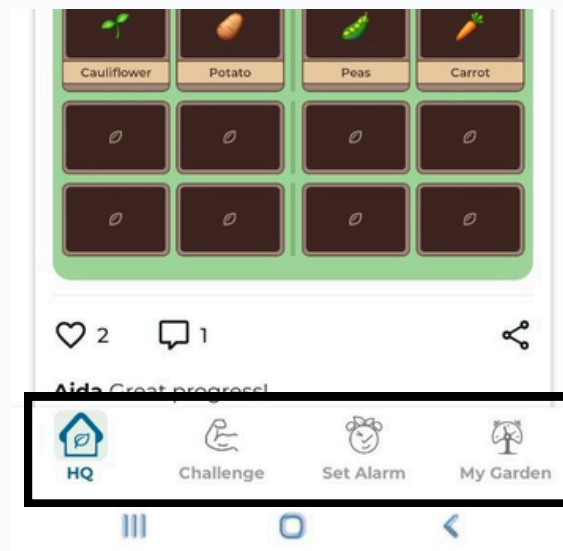 Cauliflower Potato Peas Carrot
2 1
Aida Great progress!
HQ Challenge Set Alarm My Garden